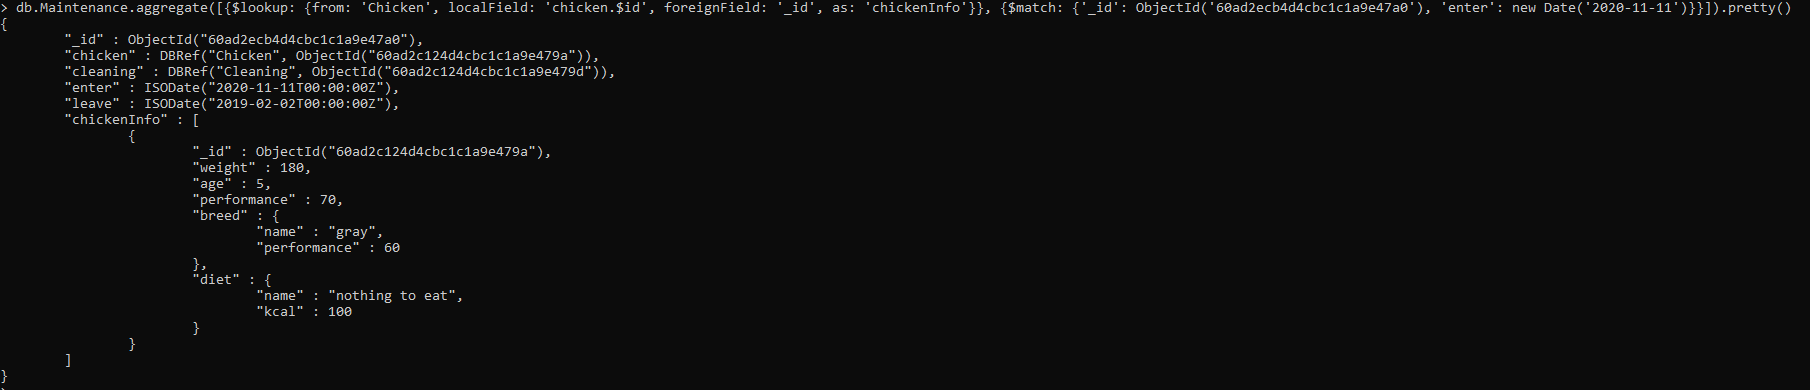 > db.Maintenance.aggregate([{$lookup: {from: 'Chicken', localField: 'chicken.$id', foreignField: '_id', as: 'chickenInfo'}}, {$match: {'_id': ObjectId('60ad2ecb4d4cbc1c1a9e47a0'), 'enter': new Date('2020-11-11')}}]).pretty()
{
        "_id" : ObjectId("60ad2ecb4d4cbc1c1a9e47a0"),
        "chicken" : DBRef("Chicken", ObjectId("60ad2c124d4cbc1c1a9e479a")),
        "cleaning" : DBRef("Cleaning", ObjectId("60ad2c124d4cbc1c1a9e479d")),
        "enter" : ISODate("2020-11-11T00:00:00Z"),
        "leave" : ISODate("2019-02-02T00:00:00Z"),
        "chickenInfo" : [
                {
                        "_id" : ObjectId("60ad2c124d4cbc1c1a9e479a"),
                        "weight" : 180,
                        "age" : 5,
                        "performance" : 70,
                        "breed" : {
                                "name" : "gray",
                                "performance" : 60
                        },
                        "diet" : {
                                "name" : "nothing to eat",
                                "kcal" : 100
                        }
                }
        ]
}